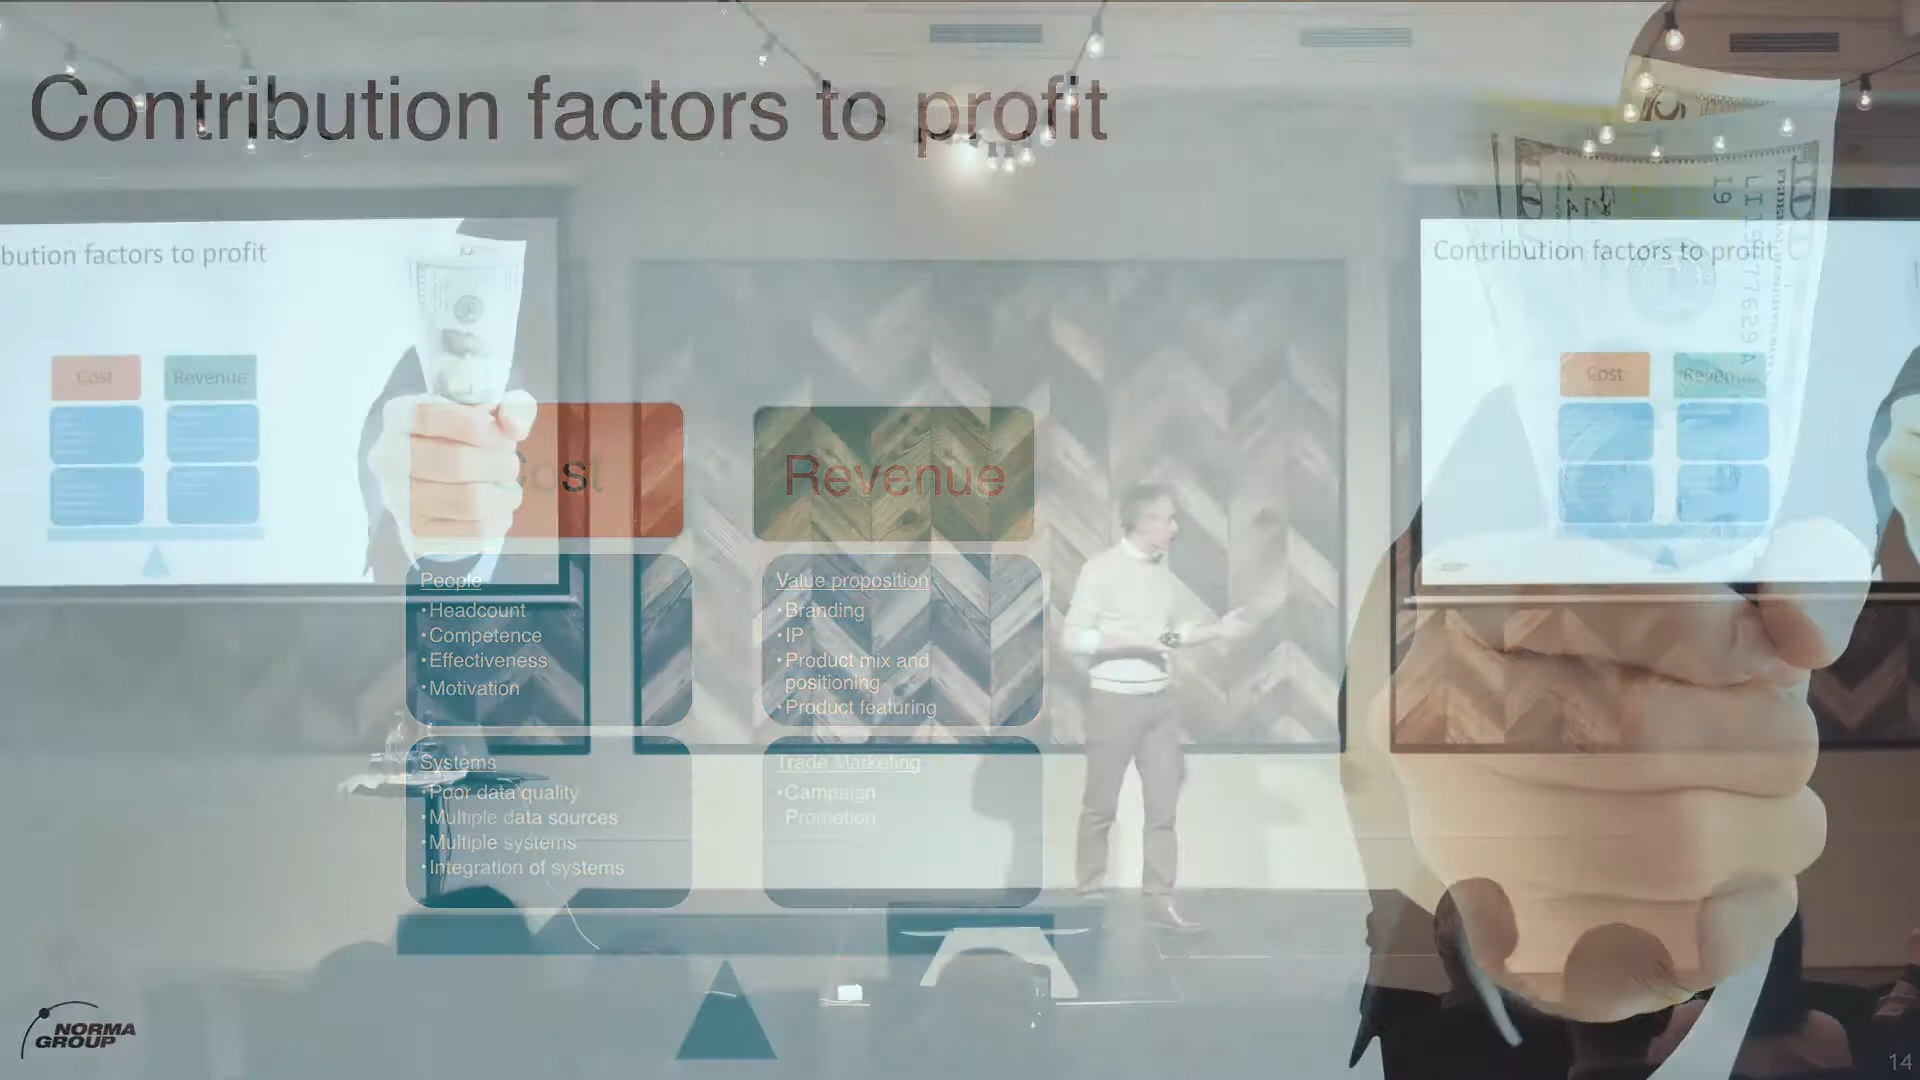 Contribution factors to profit
bution factors to profit
Contribution factors to profit
Cost
Revenue
Cost
Revenue
Cost
Revenue
People
•Headcount
•Competence
•Effectiveness
•Motivation
Value proposition
•Branding
•IP
•Product mix and
positioning
•Product featuring
Systems
•Poor data quality
•Multiple data sources
•Multiple systems
•Integration of systems
Trade Marketing
•Campaign
Promotion
NORMA
GROUP
14